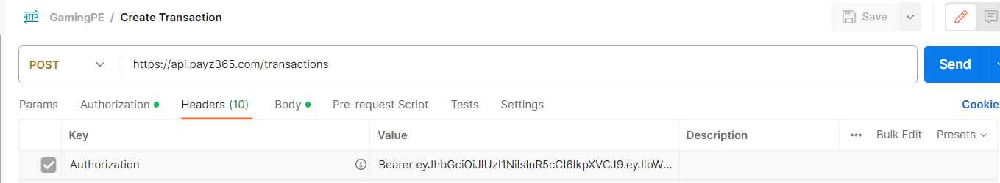 HTTP GamingPE / Create Transaction Save
POST https://api.payz365.com/transactions Send
Params Authorization Headers (10) Body Pre-request Script Tests Settings Cookie
Key Value Description Bulk Edit Presets
Authorization Bearer eyJhbGciOiJIUzI1NiIsInR5cCI6IkpXVCJ9.eyJlbW...